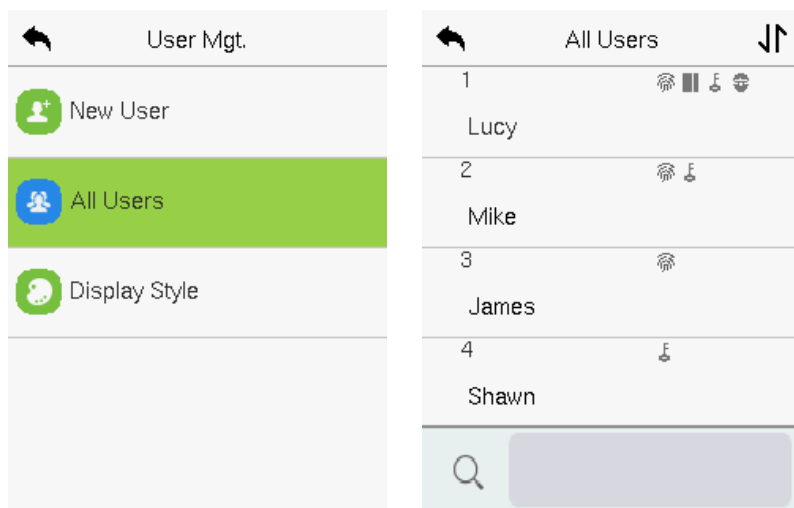 User Mgt.
New User
All Users
Display Style
All Users
1
Lucy
2
Mike
3
James
4
Shawn